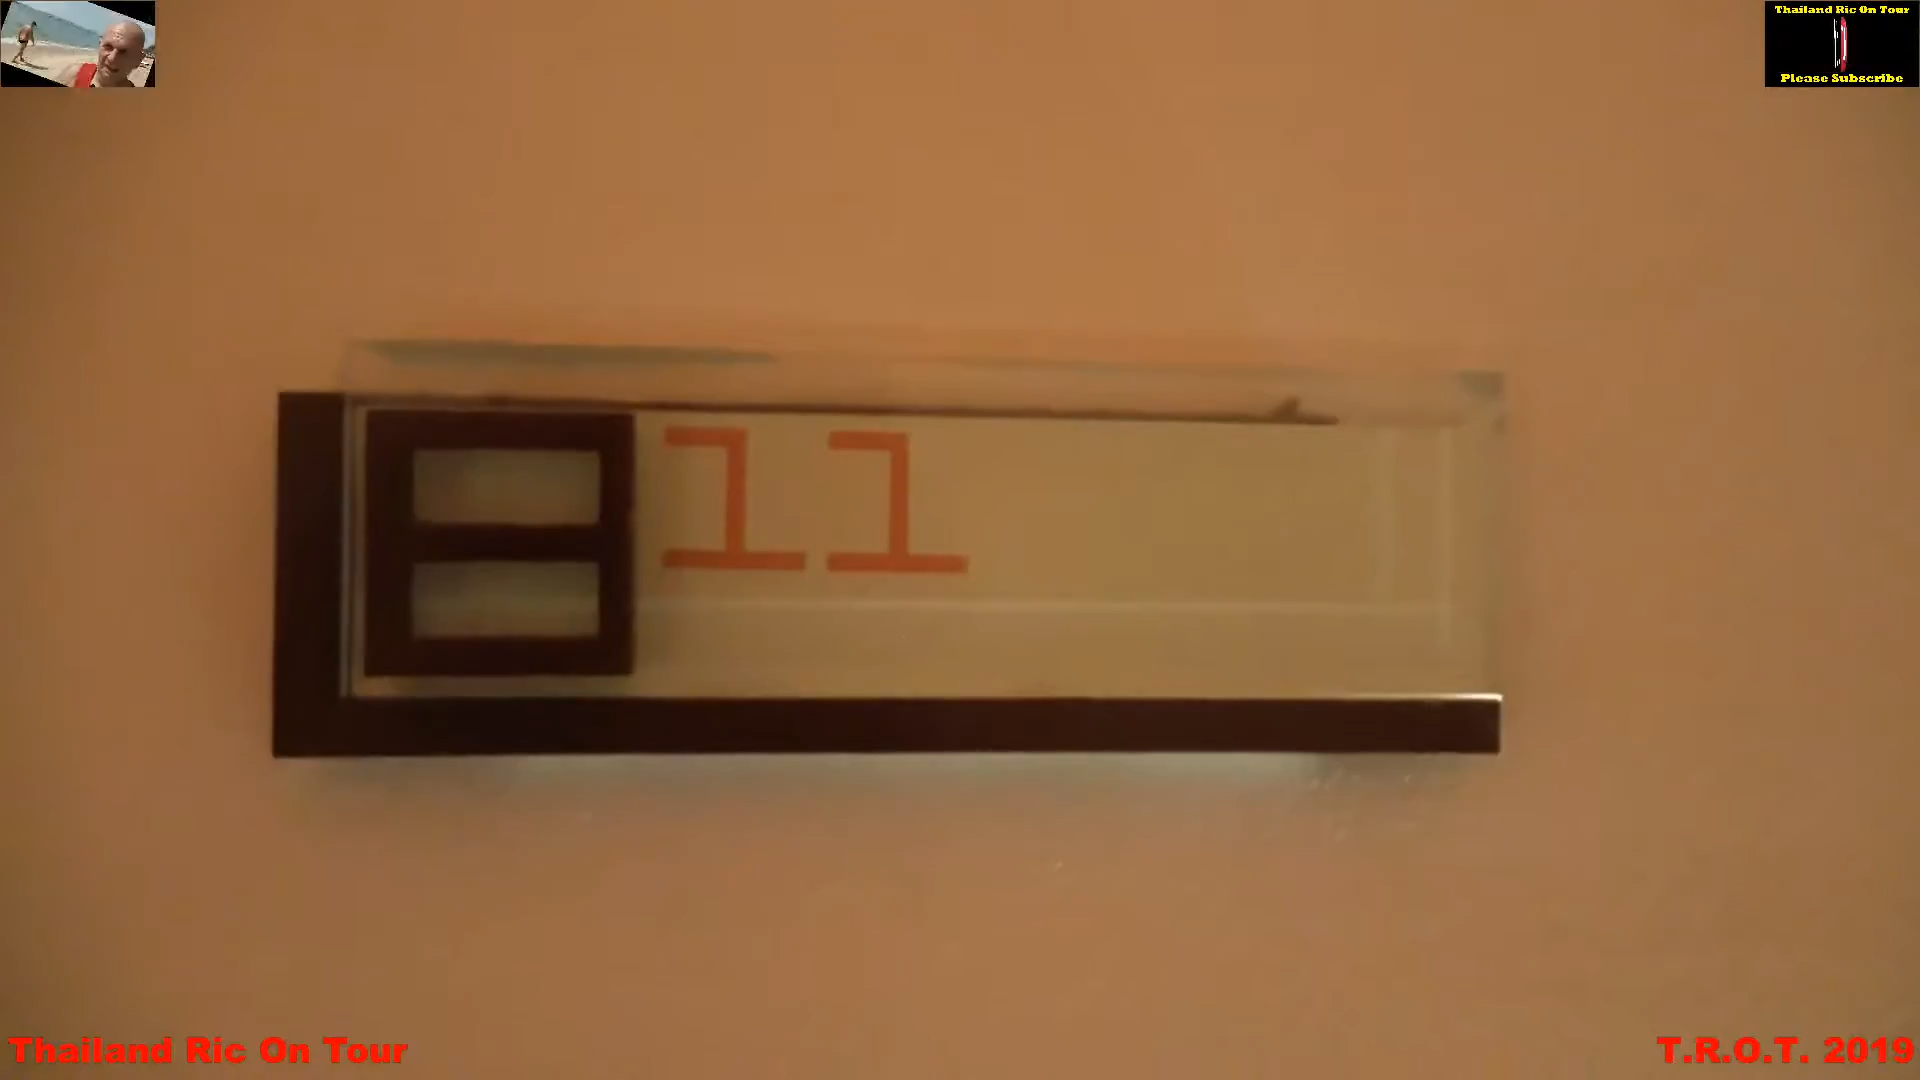 Thailand Ric On Tour
Please Subscribe
11
Thailand Ric On Tour
T.R.O.T. 2019